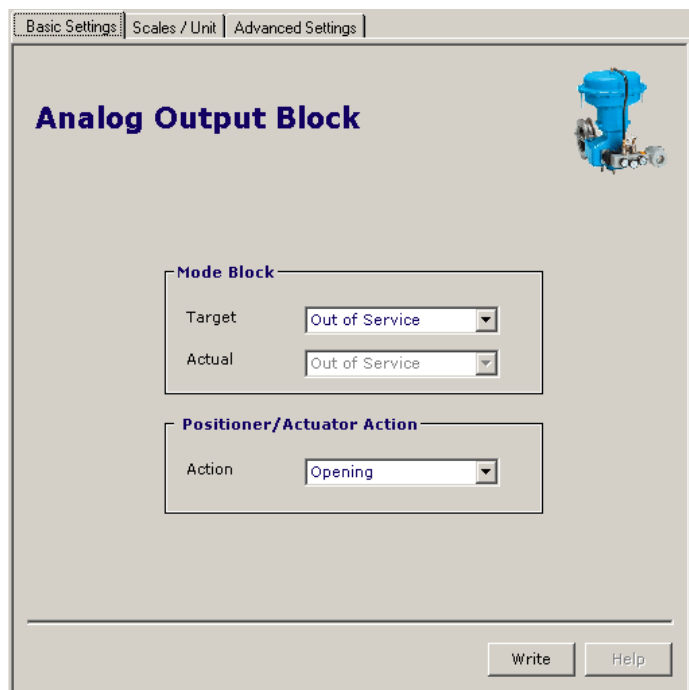 Basic Settings Scales / Unit Advanced Settings
Analog Output Block
Mode Block
Target Out of Service
Actual Out of Service
Positioner/Actuator Action
Action Opening
Write Help